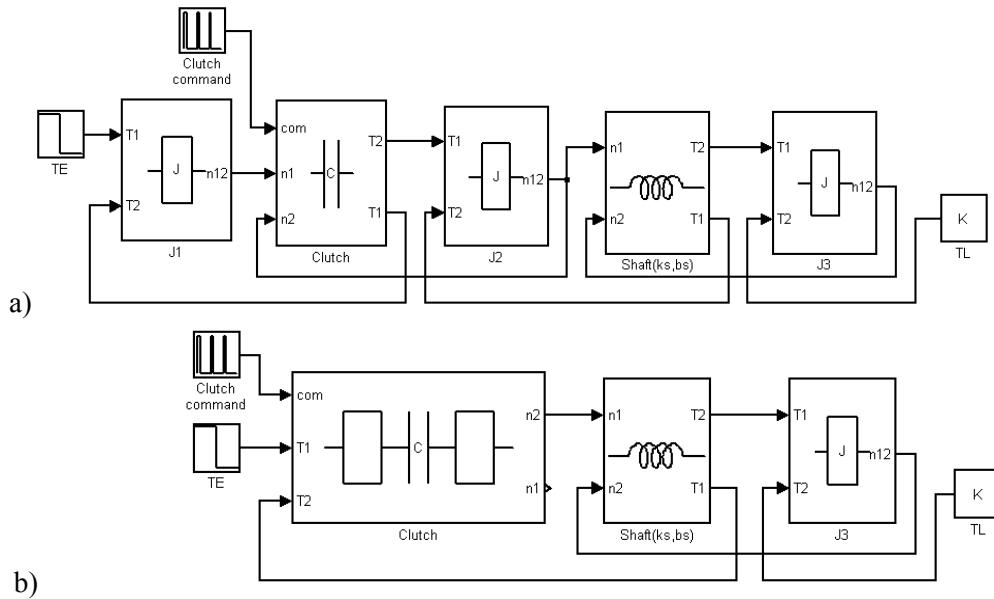 Clutch
command
TE
T1
T2
J
n12
J1
com
n1
n2
C
T2
T1
Clutch
T1
T2
J
n12
J2
n1
n2
T2
T1
Shaft(ks,bs)
T1
T2
J
n12
J3
K
TL
a)
Clutch
command
TE
com
T1
T2
C
n2
n1
Clutch
n1
n2
T2
T1
Shaft(ks,bs)
T1
T2
J
n12
J3
K
TL
b)